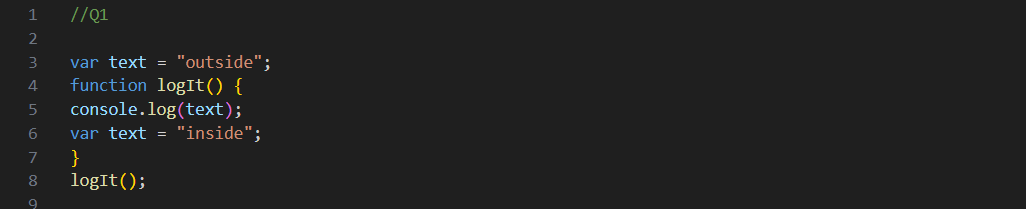 1 //Q1
2
3 var text = "outside";
4 function logIt() {
5 console.log(text);
6 var text = "inside";
7 }
8 logIt();
9